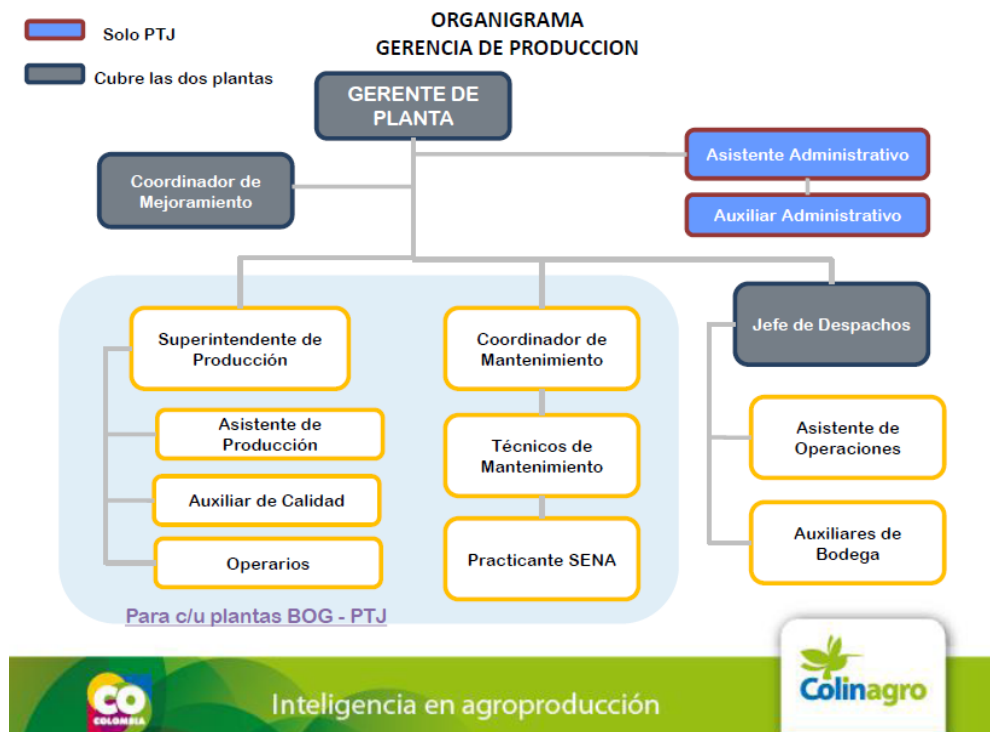 ORGANIGRAMA
GERENCIA DE PRODUCCION
Solo PTJ
Cubre las dos plantas
GERENTE DE
PLANTA
Asistente Administrativo
Coordinador de
Mejoramiento
Auxiliar Administrativo
Superintendente de
Producción
Coordinador de
Mantenimiento
Jefe de Despachos
Asistente de
Producción
Técnicos de
Mantenimiento
Asistente de
Operaciones
Auxiliar de Calidad
Operarios
Practicante SENA
Auxiliares de
Bodega
Para c/u plantas BOG - PTJ
CO
COLOMBIA
Inteligencia en agroproducción
Colinagro